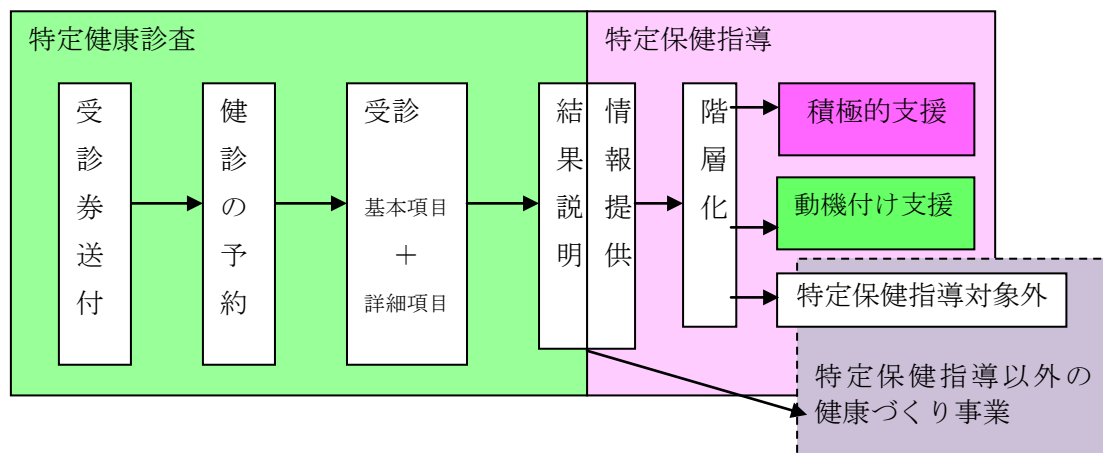 特定健康診査
受診券送付
健診の予約
受診
基本項目
＋
詳細項目
結果説明
特定保健指導
情報提供
階層化
積極的支援
動機付け支援
特定保健指導対象外
特定保健指導以外の
健康づくり事業